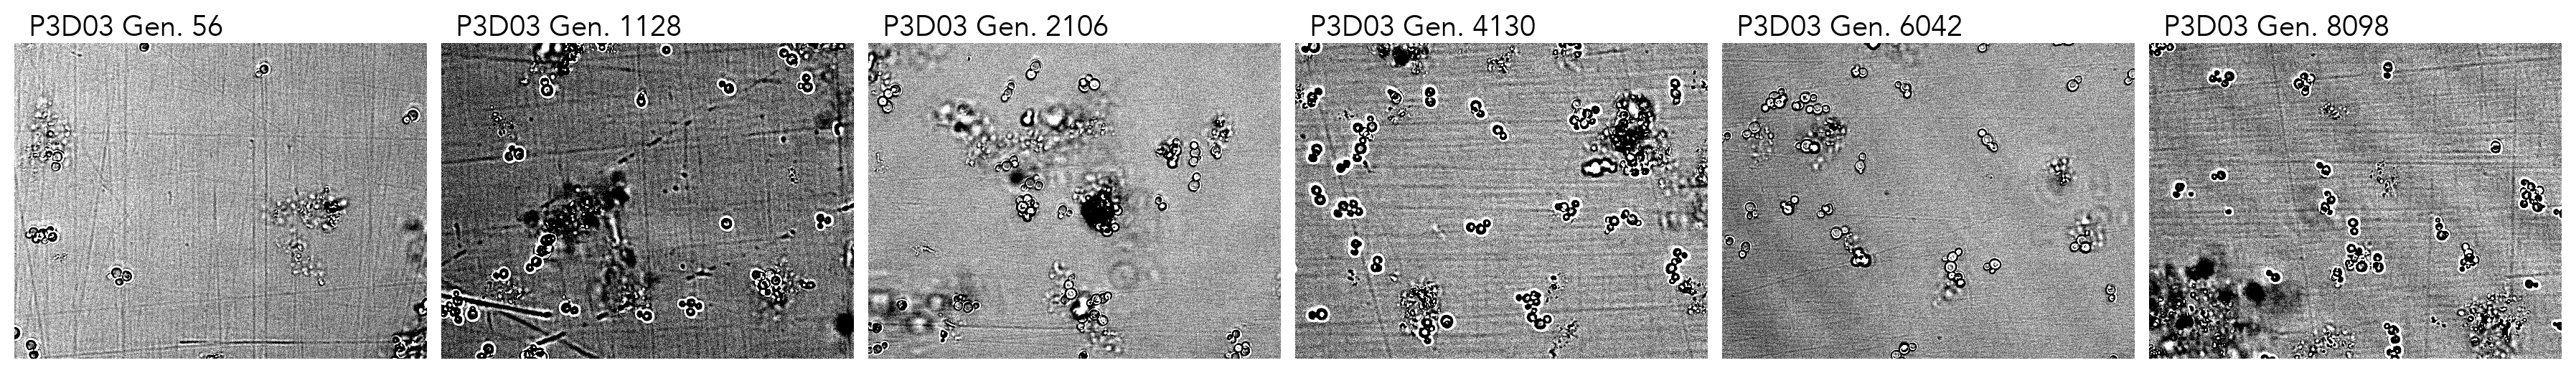 P3D03 Gen. 56
P3D03 Gen. 1128
P3D03 Gen. 2106
P3D03 Gen. 4130
P3D03 Gen. 6042
P3D03 Gen. 8098